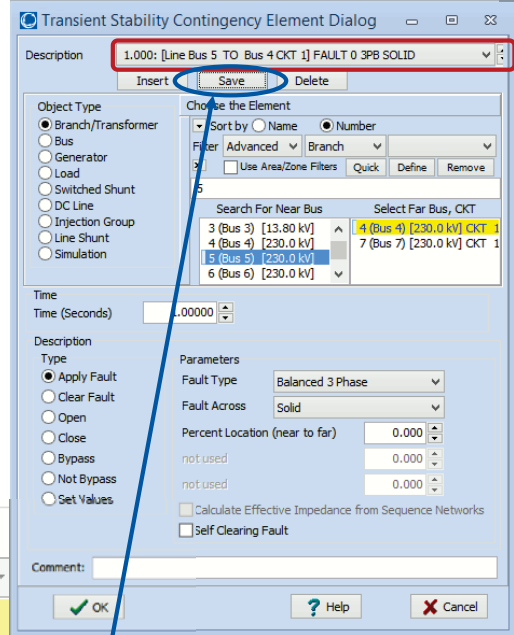 Transient Stability Contingency Element Dialog
Description 1.000: [Line Bus 5 TO Bus 4 CKT 1] FAULT 0 3PB SOLID
Insert Save Delete
Object Type
Branch/Transformer
Bus
Generator
Load
Switched Shunt
DC Line
Injection Group
Line Shunt
Simulation
Choose the Element
Sort by Name Number
Filter Advanced Branch
Use Area/Zone Filters Quick Define Remove
5
Search For Near Bus
3 (Bus 3) [13.80 kV]
4 (Bus 4) [230.0 kV]
5 (Bus 5) [230.0 kV]
6 (Bus 6) [230.0 kV]
Select Far Bus, CKT
4 (Bus 4) [230.0 kV] CKT 1
7 (Bus 7) [230.0 kV] CKT 1
Time
Time (Seconds) 1.00000
Description
Type
Apply Fault
Clear Fault
Open
Close
Bypass
Not Bypass
Set Values
Parameters
Fault Type Balanced 3 Phase
Fault Across Solid
Percent Location (near to far) 0.000
not used 0.000
not used 0.000
Calculate Effective Impedance from Sequence Networks
Self Clearing Fault
Comment:
OK ? Help Cancel